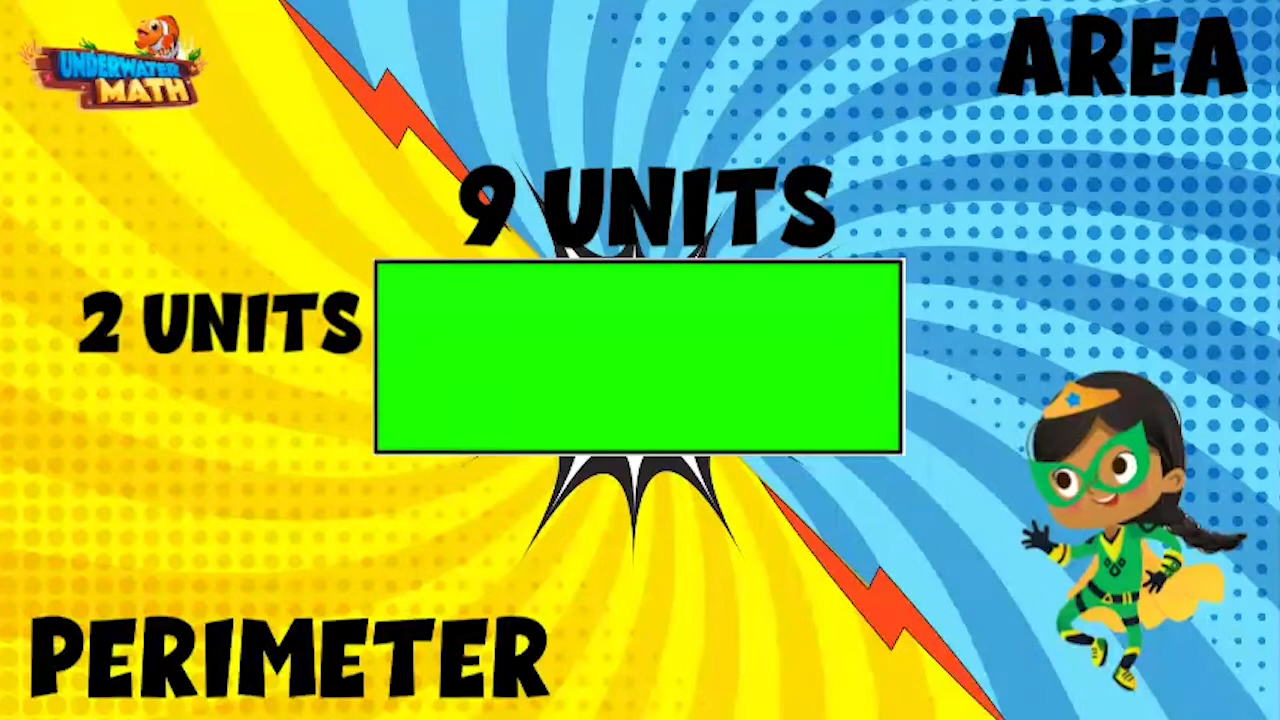 UNDERWATER
MATH
AREA
9 UNITS
2 UNITS
PERIMETER